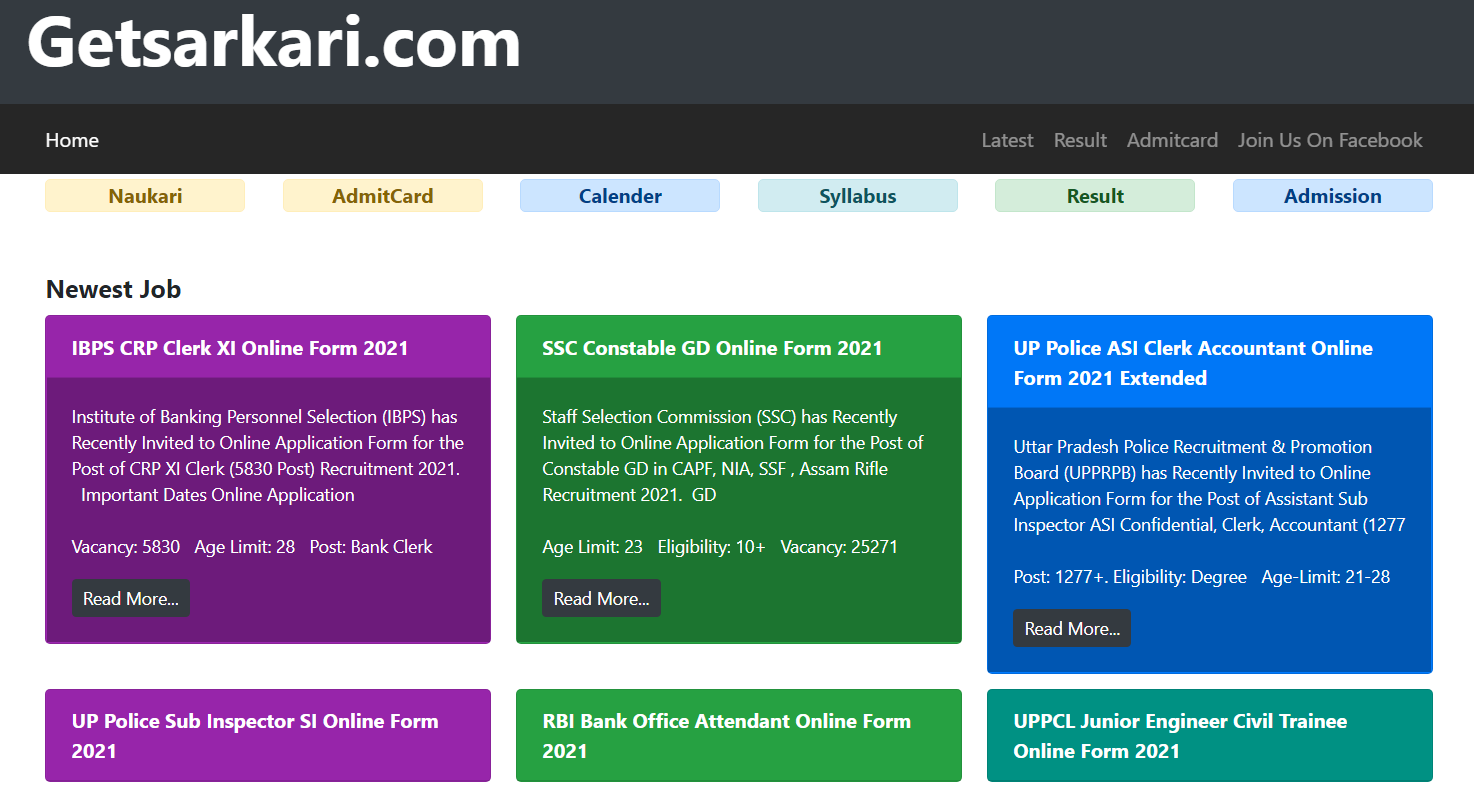 Getsarkari.com
Home
Latest Result Admitcard Join Us On Facebook
Naukari
AdmitCard
Calender
Syllabus
Result
Admission
Newest Job
IBPS CRP Clerk XI Online Form 2021
Institute of Banking Personnel Selection (IBPS) has
Recently Invited to Online Application Form for the
Post of CRP XI Clerk (5830 Post) Recruitment 2021.
Important Dates Online Application
Vacancy: 5830 Age Limit: 28 Post: Bank Clerk
Read More...
SSC Constable GD Online Form 2021
Staff Selection Commission (SSC) has Recently
Invited to Online Application Form for the Post of
Constable GD in CAPF, NIA, SSF , Assam Rifle
Recruitment 2021. GD
Age Limit: 23 Eligibility: 10+ Vacancy: 25271
Read More...
UP Police ASI Clerk Accountant Online
Form 2021 Extended
Uttar Pradesh Police Recruitment & Promotion
Board (UPPRPB) has Recently Invited to Online
Application Form for the Post of Assistant Sub
Inspector ASI Confidential, Clerk, Accountant (1277
Post: 1277+. Eligibility: Degree Age-Limit: 21-28
Read More...
UP Police Sub Inspector SI Online Form
2021
RBI Bank Office Attendant Online Form
2021
UPPCL Junior Engineer Civil Trainee
Online Form 2021